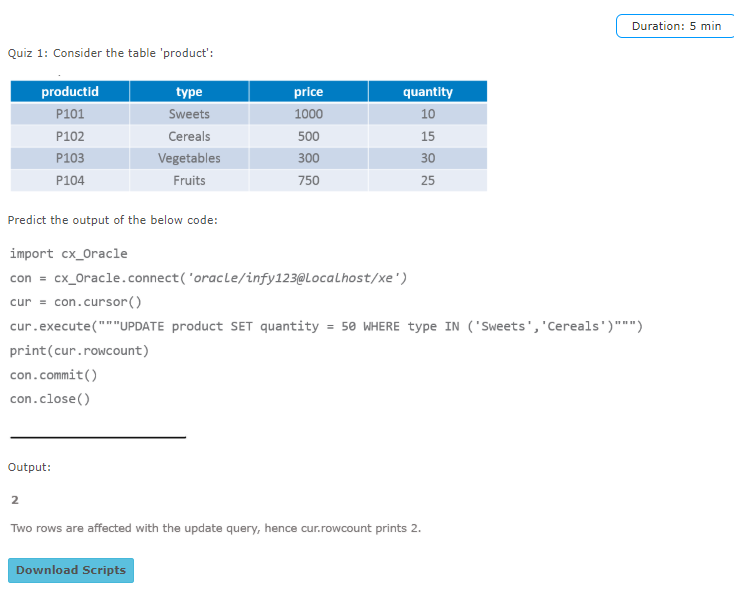 Duration: 5 min
Quiz 1: Consider the table 'product':
productid type price quantity
P101 Sweets 1000 10
P102 Cereals 500 15
P103 Vegetables 300 30
P104 Fruits 750 25
Predict the output of the below code:
import cx_Oracle
con = cx_Oracle.connect('oracle/infy123@localhost/xe')
cur = con.cursor()
cur.execute("""UPDATE product SET quantity = 50 WHERE type IN ('Sweets','Cereals')""")
print(cur.rowcount)
con.commit()
con.close()
Output:
2
Two rows are affected with the update query, hence cur.rowcount prints 2.
Download Scripts